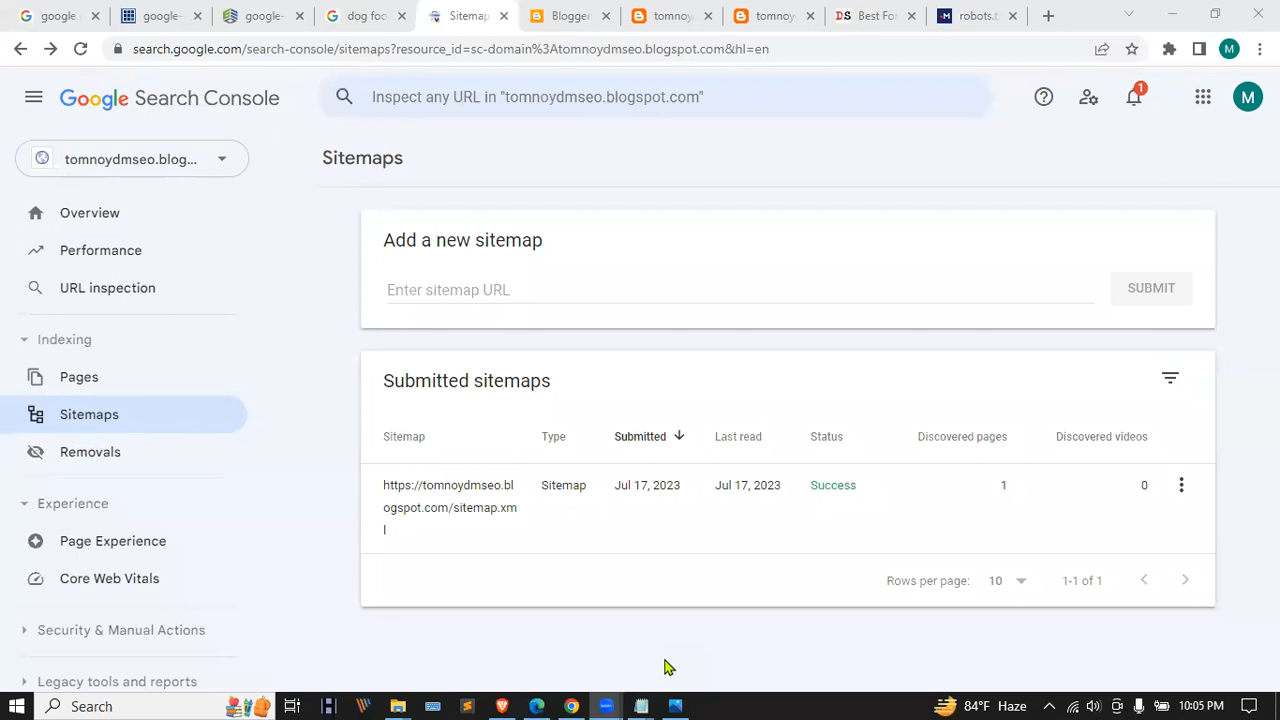 google
google-
google-
dog foo
Sitemap
Blogger
tomnoy
tomnoy
DS Best For
robots.t
search.google.com/search-console/sitemaps?resource_id=sc-domain%3Atomnoydmseo.blogspot.com&hl=en
M
Google Search Console
Inspect any URL in "tomnoydmseo.blogspot.com"
1
M
tomnoydmseo.blog...
Sitemaps
Overview
Performance
URL inspection
Indexing
Pages
Sitemaps
Removals
Experience
Page Experience
Core Web Vitals
Security & Manual Actions
Legacy tools and reports
Add a new sitemap
Enter sitemap URL
SUBMIT
Submitted sitemaps
Sitemap Type Submitted Last read Status Discovered pages Discovered videos
https://tomnoydmseo.bl Sitemap Jul 17, 2023 Jul 17, 2023 Success 1 0
ogspot.com/sitemap.xm
l
Rows per page: 10 1-1 of 1
Search
84°F Haze
10:05 PM